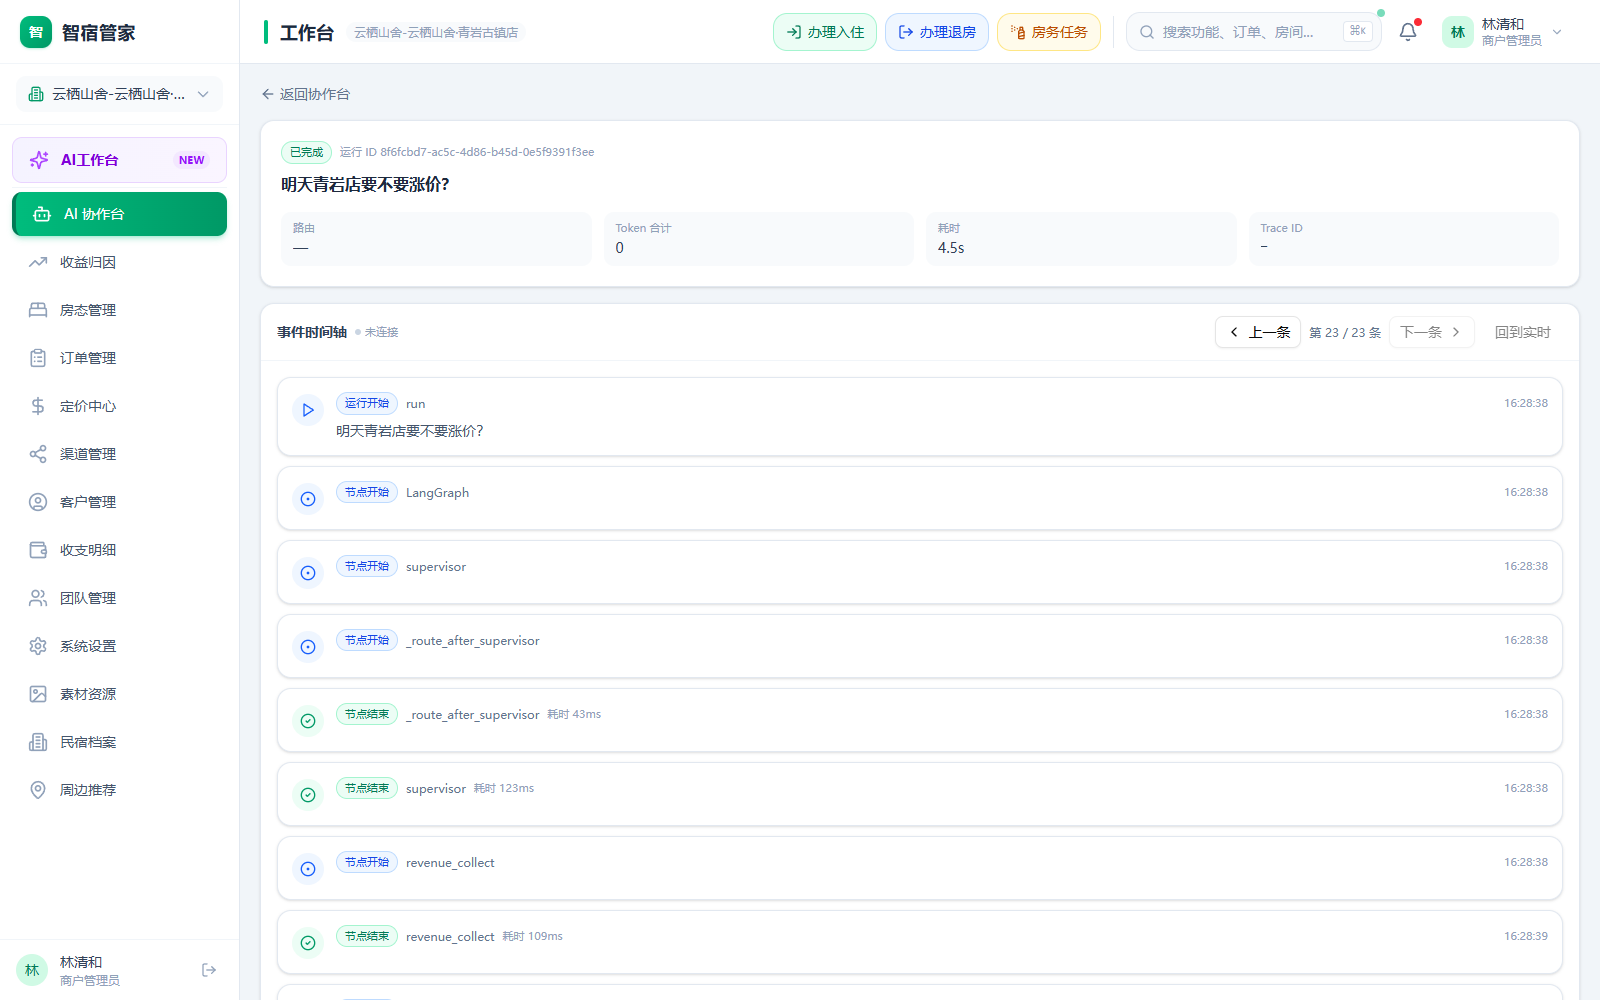 智 智宿管家
云栖山舍-云栖山舍·...
AI工作台 NEW
AI 协作台
收益归因
房态管理
订单管理
定价中心
渠道管理
客户管理
收支明细
团队管理
系统设置
素材资源
民宿档案
周边推荐
林 林清和
商户管理员
工作台 云栖山舍-云栖山舍·青岩古镇店
办理入住
办理退房
房务任务
搜索功能、订单、房间... ⌘K
林 林清和
商户管理员
返回协作台
已完成 运行 ID 8f6fcbd7-ac5c-4d86-b45d-0e5f9391f3ee
明天青岩店要不要涨价?
路由
—
Token 合计
0
耗时
4.5s
Trace ID
–
事件时间轴 未连接
上一条 第 23 / 23 条 下一条 回到实时
运行开始 run 16:28:38
明天青岩店要不要涨价?
节点开始 LangGraph 16:28:38
节点开始 supervisor 16:28:38
节点开始 _route_after_supervisor 16:28:38
节点结束 _route_after_supervisor 耗时 43ms 16:28:38
节点结束 supervisor 耗时 123ms 16:28:38
节点开始 revenue_collect 16:28:38
节点结束 revenue_collect 耗时 109ms 16:28:39